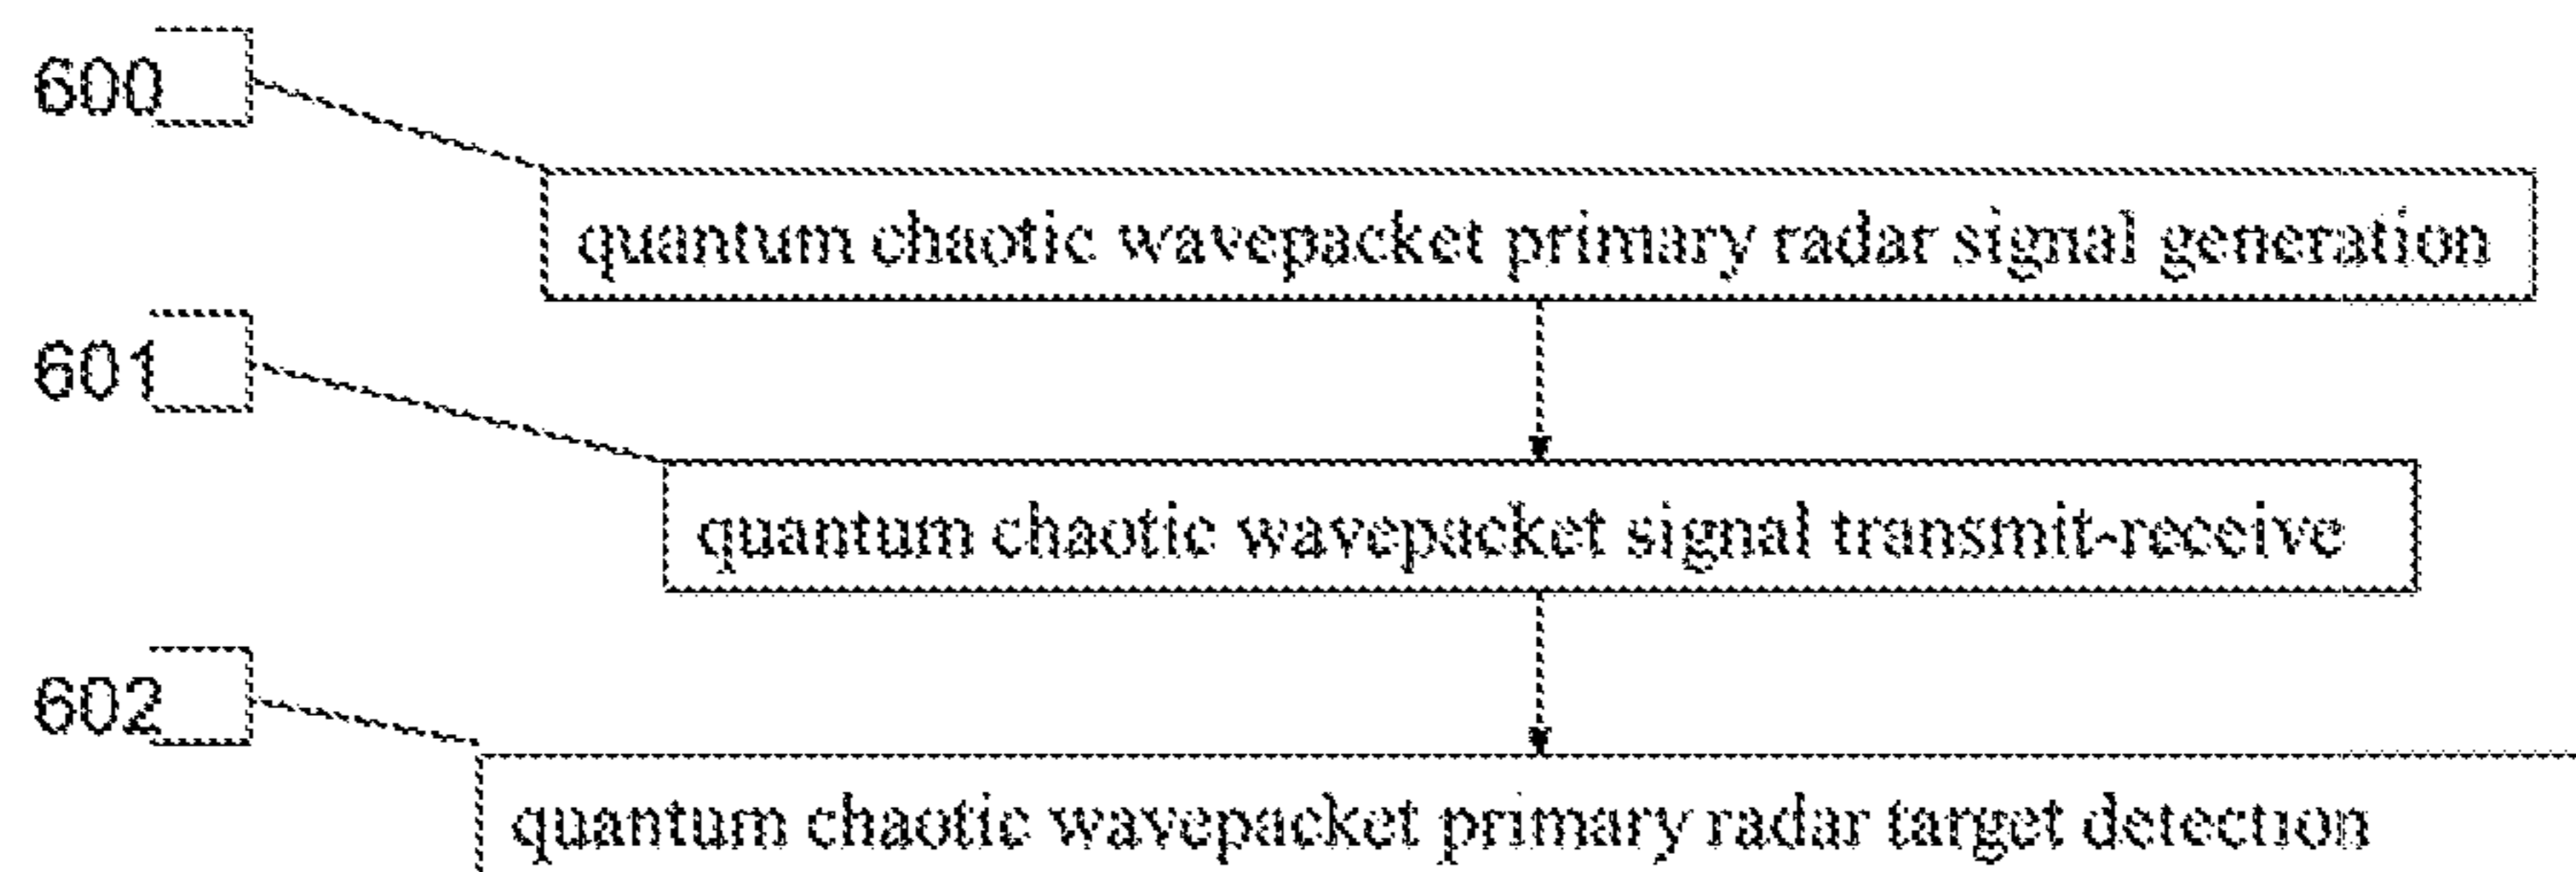 600
quantum chaotic wavepacket primary radar signal generation
601
quantum chaotic wavepacket signal transmit-receive
602
quantum chaotic wavepacket primary radar target detection